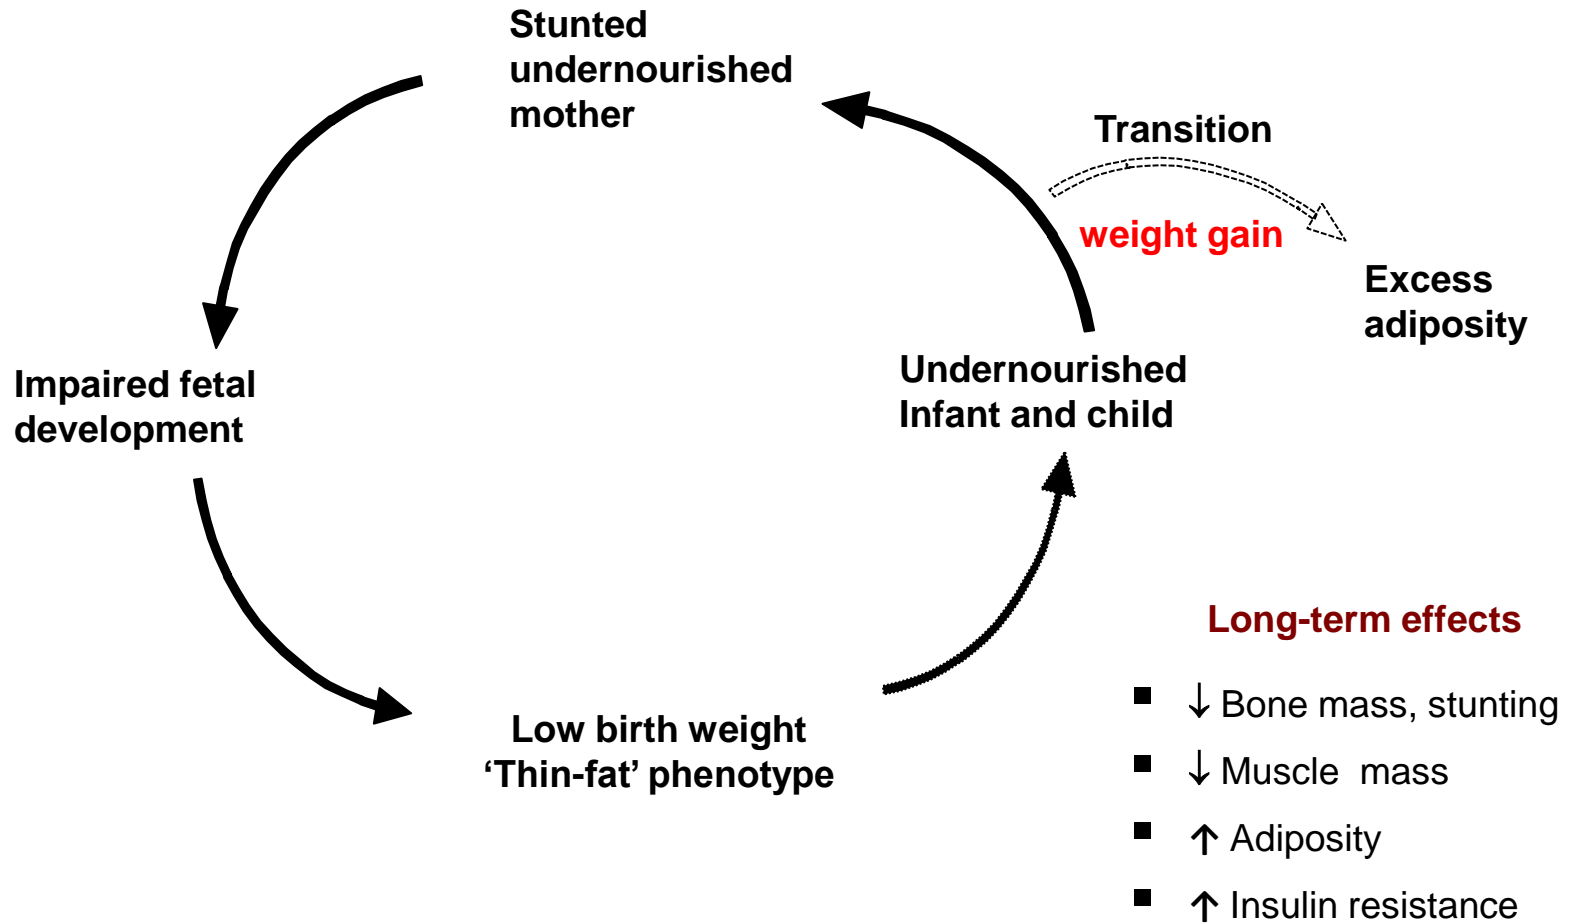 Stunted
undernourished
mother
Transition
weight gain
Excess
adiposity
Impaired fetal
development
Undernourished
Infant and child
Low birth weight
‘Thin-fat’ phenotype
Long-term effects
■ ↓ Bone mass, stunting
■ ↓ Muscle mass
■ ↑ Adiposity
■ ↑ Insulin resistance